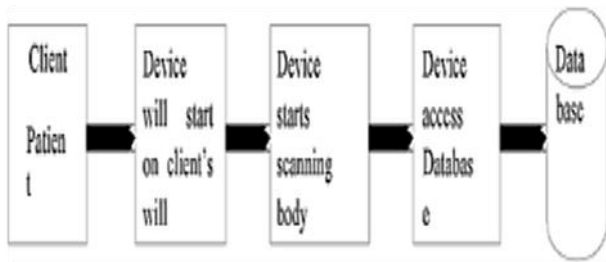 Client
Patien
t
Device
will start
on client's
will
Device
starts
scanning
body
Device
access
Databas
e
Data
base